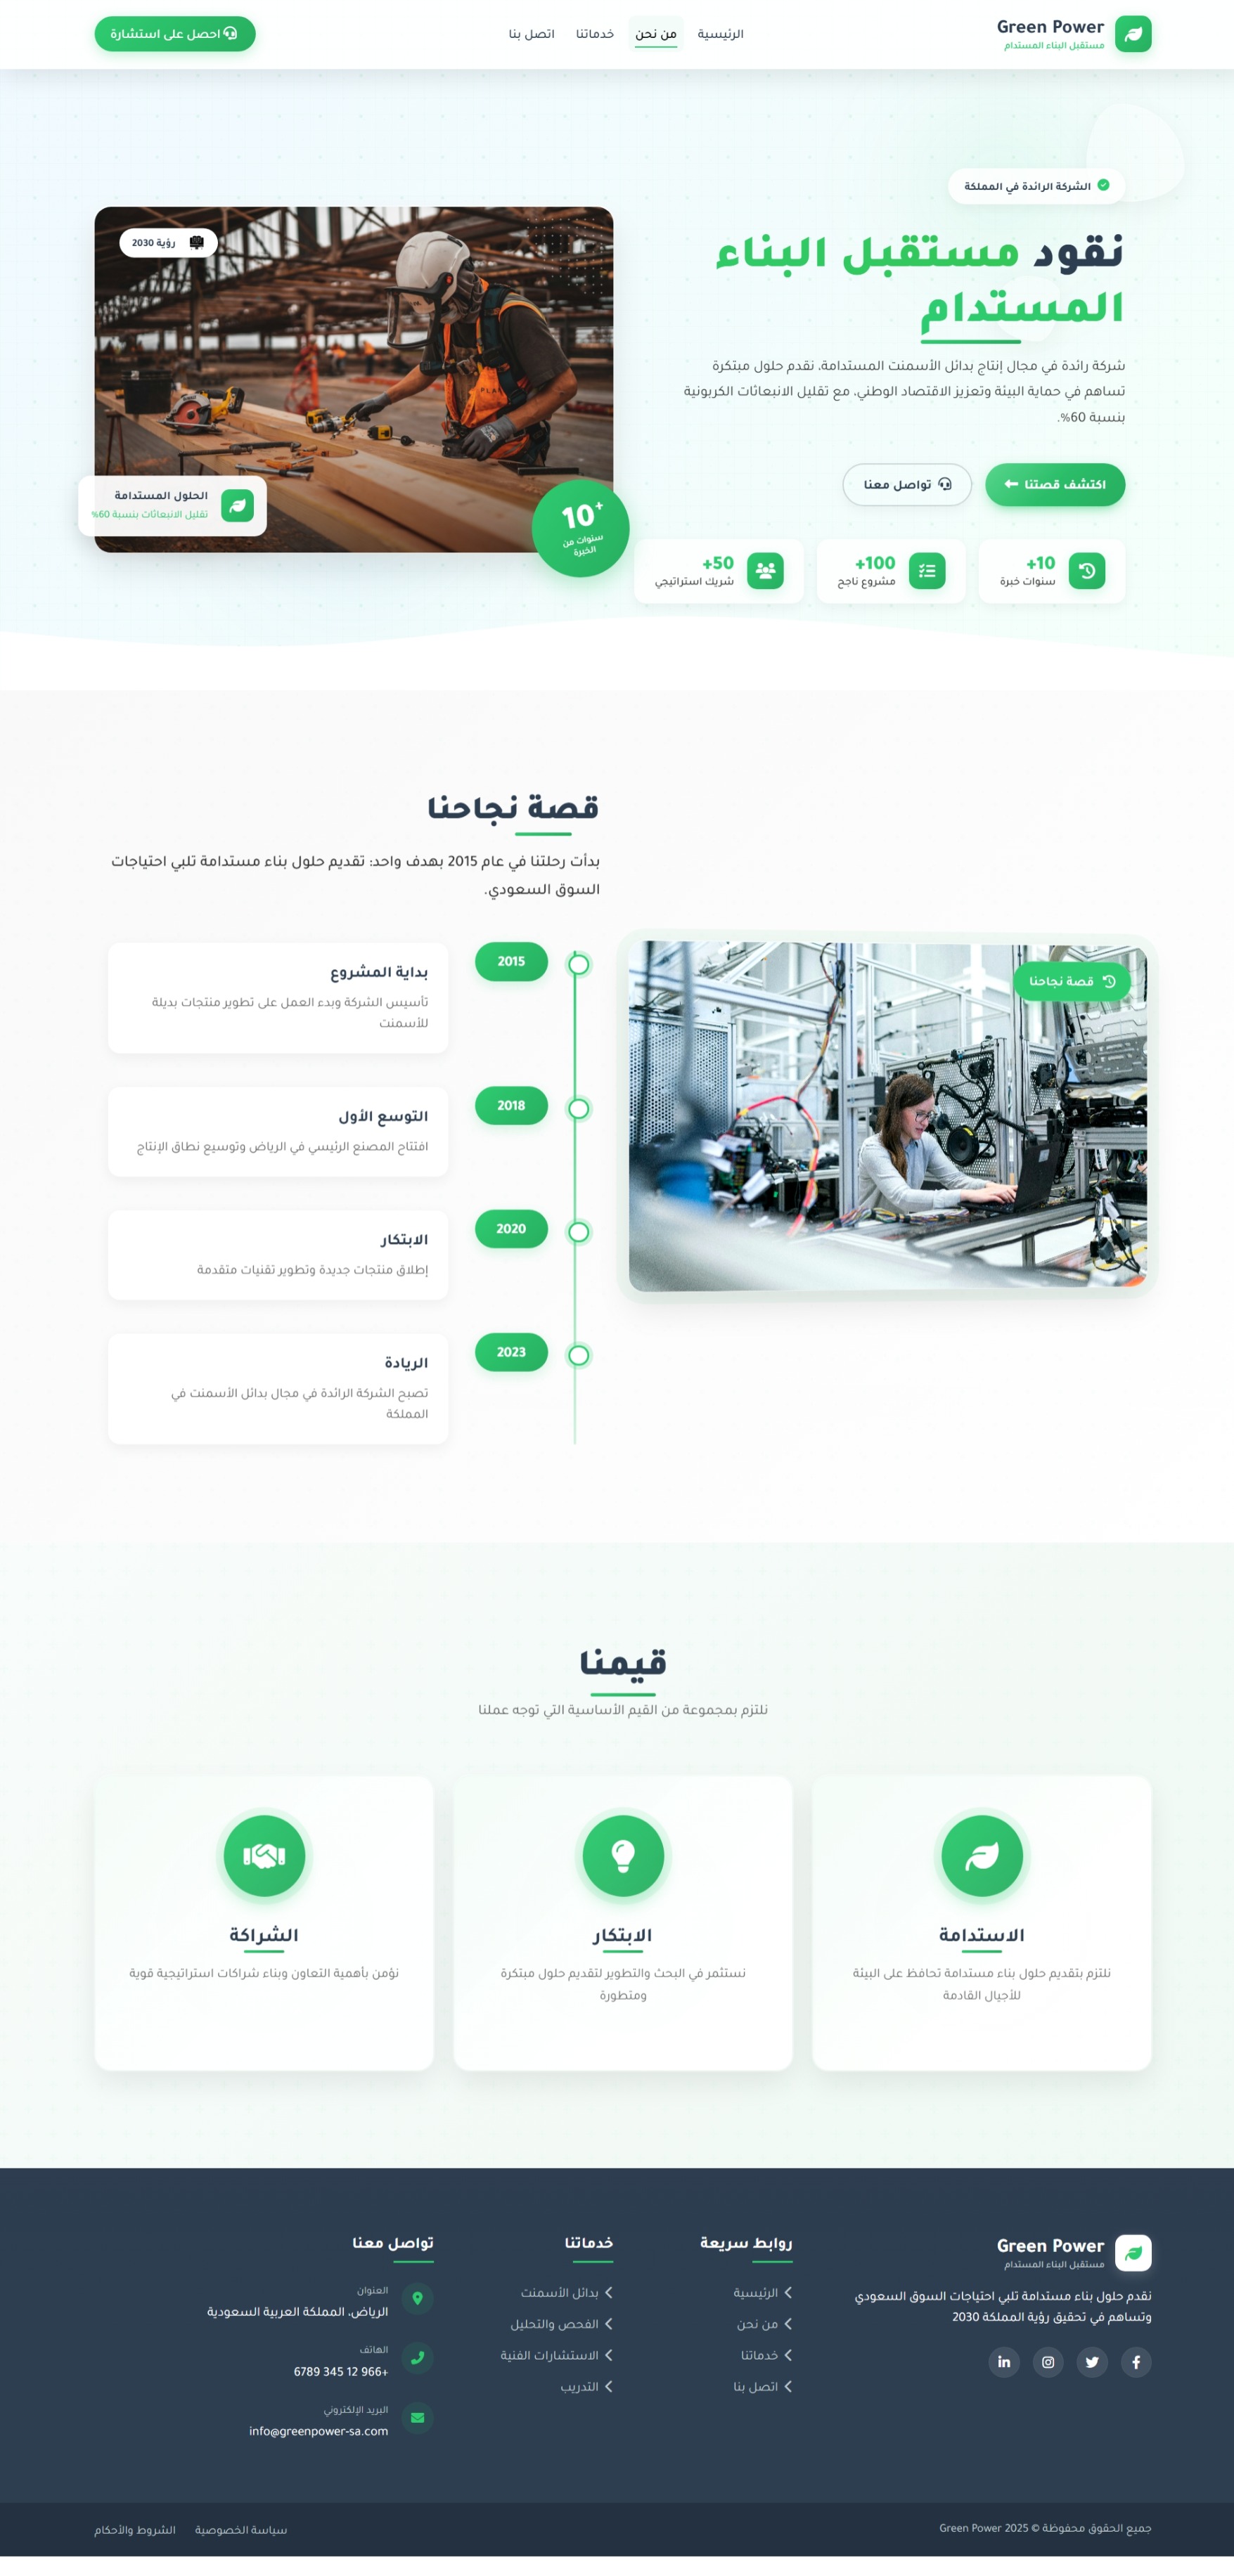 Green Power
مستقبل البناء المستدام
الرئيسية
من نحن
خدماتنا
اتصل بنا
احصل على استشارة
الشركة الرائدة في المملكة
نقود مستقبل البناء
المستدام
شركة رائدة في مجال إنتاج بدائل الأسمنت المستدامة، نقدم حلول مبتكرة
تساهم في حماية البيئة وتعزيز الاقتصاد الوطني، مع تقليل الانبعاثات الكربونية
بنسبة 60%.
اكتشف قصتنا
تواصل معنا
+10
سنوات خبرة
+100
مشروع ناجح
+50
شريك استراتيجي
رؤية 2030
الحلول المستدامة
تقليل الانبعاثات بنسبة 60%
10+
سنوات من
الخبرة
قصة نجاحنا
قصة نجاحنا
بدأت رحلتنا في عام 2015 بهدف واحد: تقديم حلول بناء مستدامة تلبي احتياجات
السوق السعودي.
2015
بداية المشروع
تأسيس الشركة وبدء العمل على تطوير منتجات بديلة
للأسمنت
2018
التوسع الأول
افتتاح المصنع الرئيسي في الرياض وتوسيع نطاق الإنتاج
2020
الابتكار
إطلاق منتجات جديدة وتطوير تقنيات متقدمة
2023
الريادة
تصبح الشركة الرائدة في مجال بدائل الأسمنت في
المملكة
قيمنا
نلتزم بمجموعة من القيم الأساسية التي توجه عملنا
الاستدامة
نلتزم بتقديم حلول بناء مستدامة تحافظ على البيئة
للأجيال القادمة
الابتكار
نستثمر في البحث والتطوير لتقديم حلول مبتكرة
ومتطورة
الشراكة
نؤمن بأهمية التعاون وبناء شراكات استراتيجية قوية
Green Power
مستقبل البناء المستدام
نقدم حلول بناء مستدامة تلبي احتياجات السوق السعودي
وتساهم في تحقيق رؤية المملكة 2030
روابط سريعة
الرئيسية
من نحن
خدماتنا
اتصل بنا
خدماتنا
بدائل الأسمنت
الفحص والتحليل
الاستشارات الفنية
التدريب
تواصل معنا
العنوان
الرياض، المملكة العربية السعودية
الهاتف
+966 12 345 6789
البريد الإلكتروني
info@greenpower-sa.com
جميع الحقوق محفوظة © Green Power 2025
سياسة الخصوصية
الشروط والأحكام